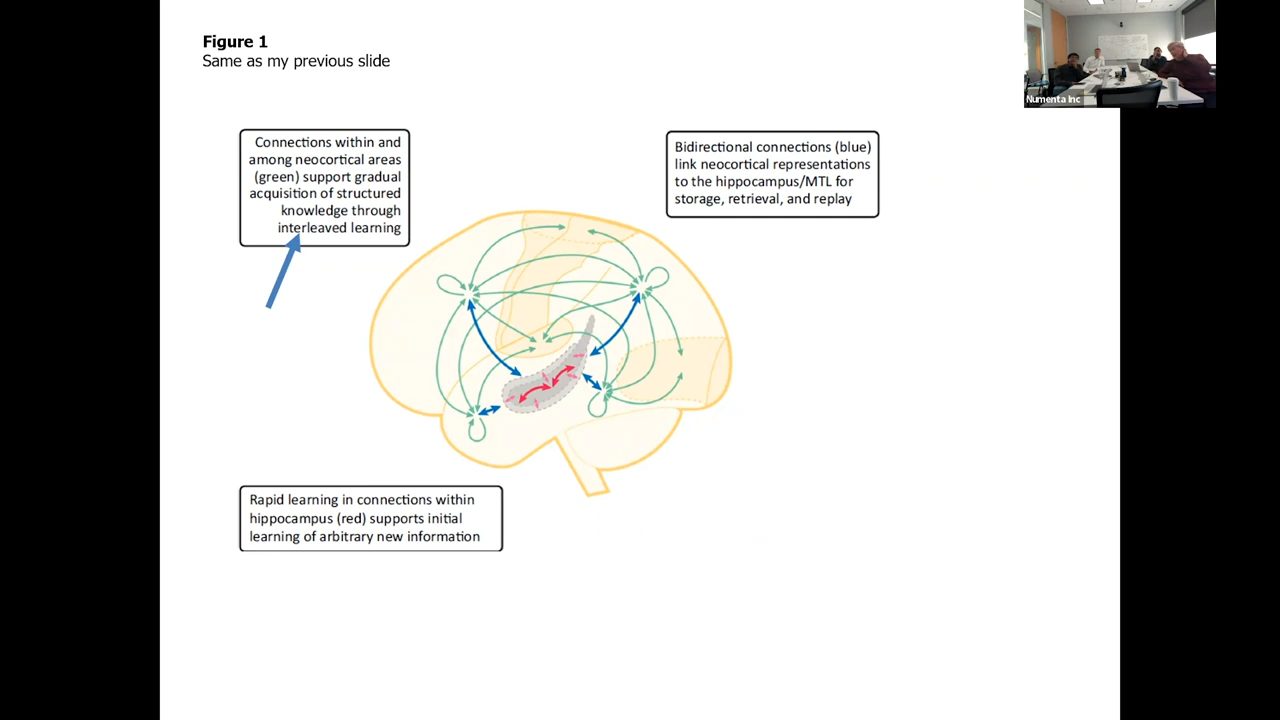 Figure 1
Same as my previous slide
Numenta Inc
Connections within and
among neocortical areas
(green) support gradual
acquisition of structured
knowledge through
interleaved learning
Bidirectional connections (blue)
link neocortical representations
to the hippocampus/MTL for
storage, retrieval, and replay
Rapid learning in connections within
hippocampus (red) supports initial
learning of arbitrary new information